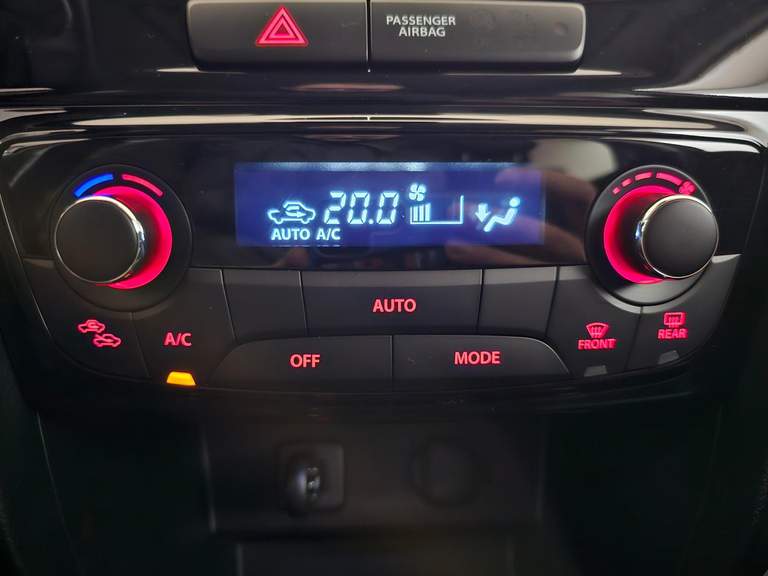 PASSENGER
AIRBAG
20.0
AUTO A/C
AUTO
A/C
OFF
MODE
FRONT
REAR